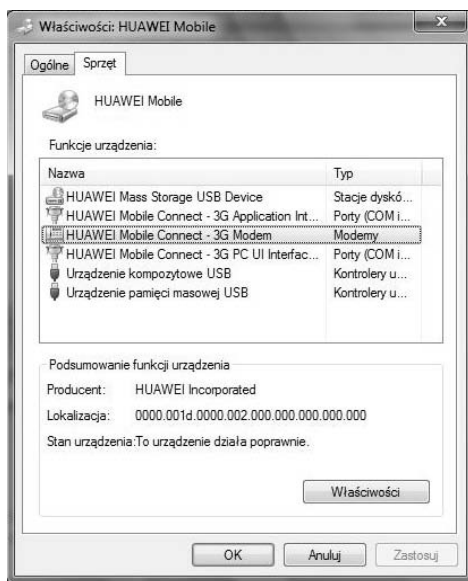 Właściwości: HUAWEI Mobile
Ogólne Sprzęt
HUAWEI Mobile
Funkcje urządzenia:
Nazwa Typ
HUAWEI Mass Storage USB Device Stacje dyskó...
HUAWEI Mobile Connect - 3G Application Int... Porty (COM i...
HUAWEI Mobile Connect - 3G Modem Modemy
HUAWEI Mobile Connect - 3G PC UI Interfac... Porty (COM i...
Urządzenie kompozytowe USB Kontrolery u...
Urządzenie pamięci masowej USB Kontrolery u...
Podsumowanie funkcji urządzenia
Producent: HUAWEI Incorporated
Lokalizacja: 0000.001d.0000.002.000.000.000.000.000
Stan urządzenia:To urządzenie działa poprawnie.
Właściwości
OK Anuluj Zastosuj